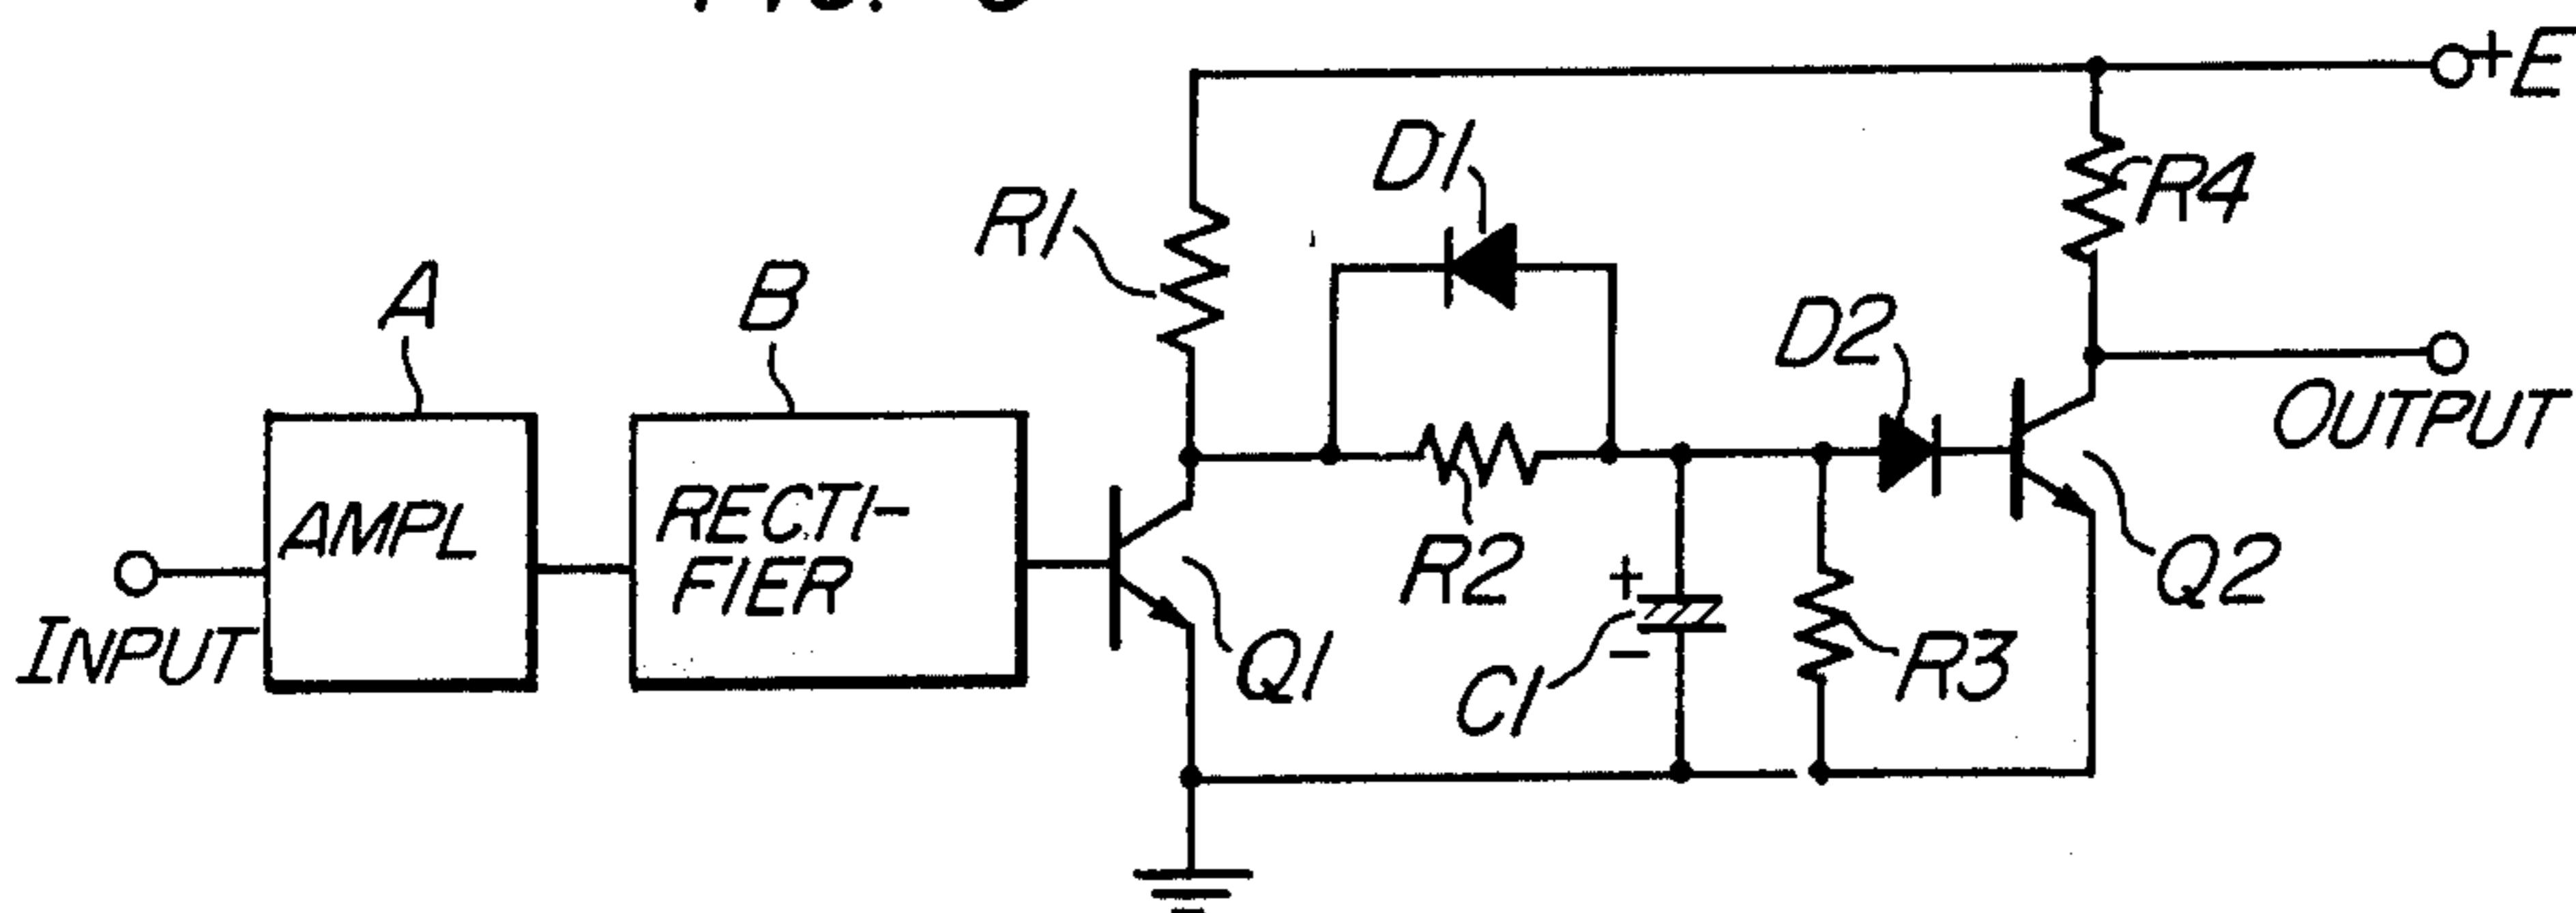 +E
D1
R4
R1
A
B
D2
OUTPUT
AMPL
RECTI-
FIER
R2
+
Q2
INPUT
Q1
C1
−
R3